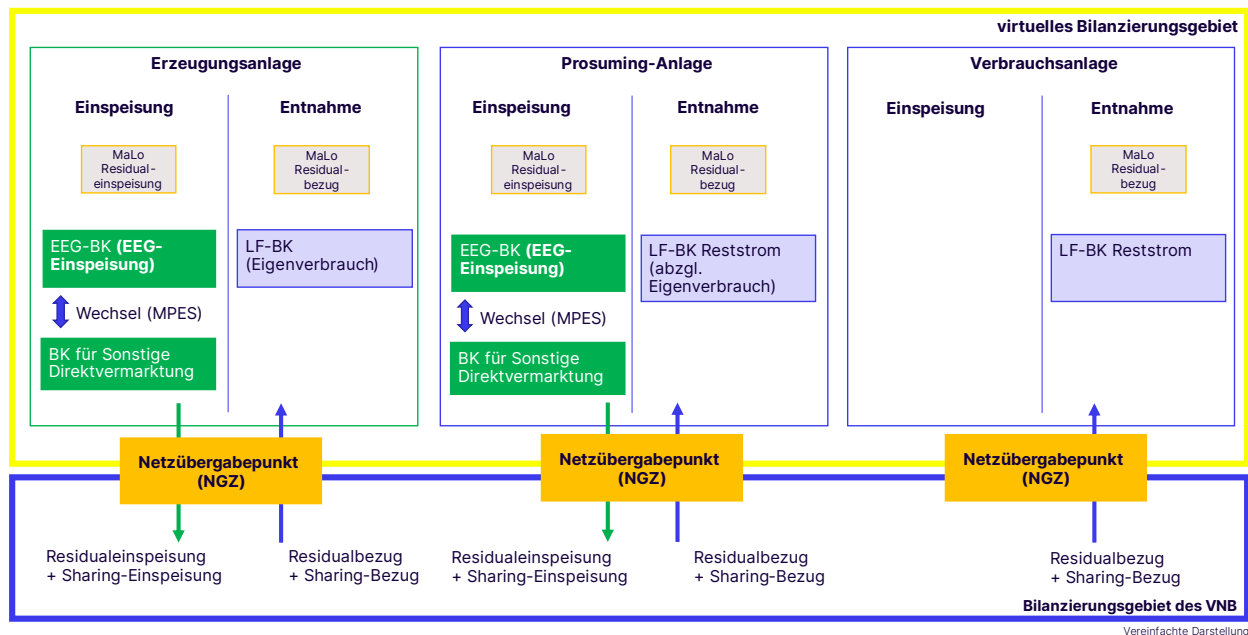 virtuelles Bilanzierungsgebiet
Erzeugungsanlage
Einspeisung
Entnahme
MaLo
Residual-
einspeisung
MaLo
Residual-
bezug
EEG-BK (EEG-
Einspeisung)
LF-BK
(Eigenverbrauch)
Wechsel (MPES)
BK für Sonstige
Direktvermarktung
Netzübergabepunkt
(NGZ)
Residualeinspeisung
+ Sharing-Einspeisung
Residualbezug
+ Sharing-Bezug
Prosuming-Anlage
Einspeisung
Entnahme
MaLo
Residual-
einspeisung
MaLo
Residual-
bezug
EEG-BK (EEG-
Einspeisung)
LF-BK Reststrom
(abzgl.
Eigenverbrauch)
Wechsel (MPES)
BK für Sonstige
Direktvermarktung
Netzübergabepunkt
(NGZ)
Residualeinspeisung
+ Sharing-Einspeisung
Residualbezug
+ Sharing-Bezug
Verbrauchsanlage
Einspeisung
Entnahme
MaLo
Residual-
bezug
LF-BK Reststrom
Netzübergabepunkt
(NGZ)
Residualbezug
+ Sharing-Bezug
Bilanzierungsgebiet des VNB
Vereinfachte Darstellung